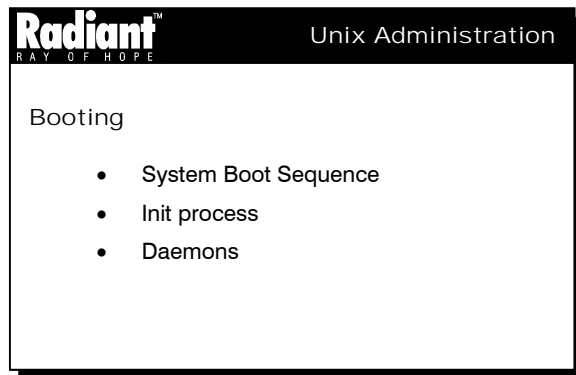 Radiant™
RAY OF HOPE
Unix Administration
Booting
• System Boot Sequence
• Init process
• Daemons